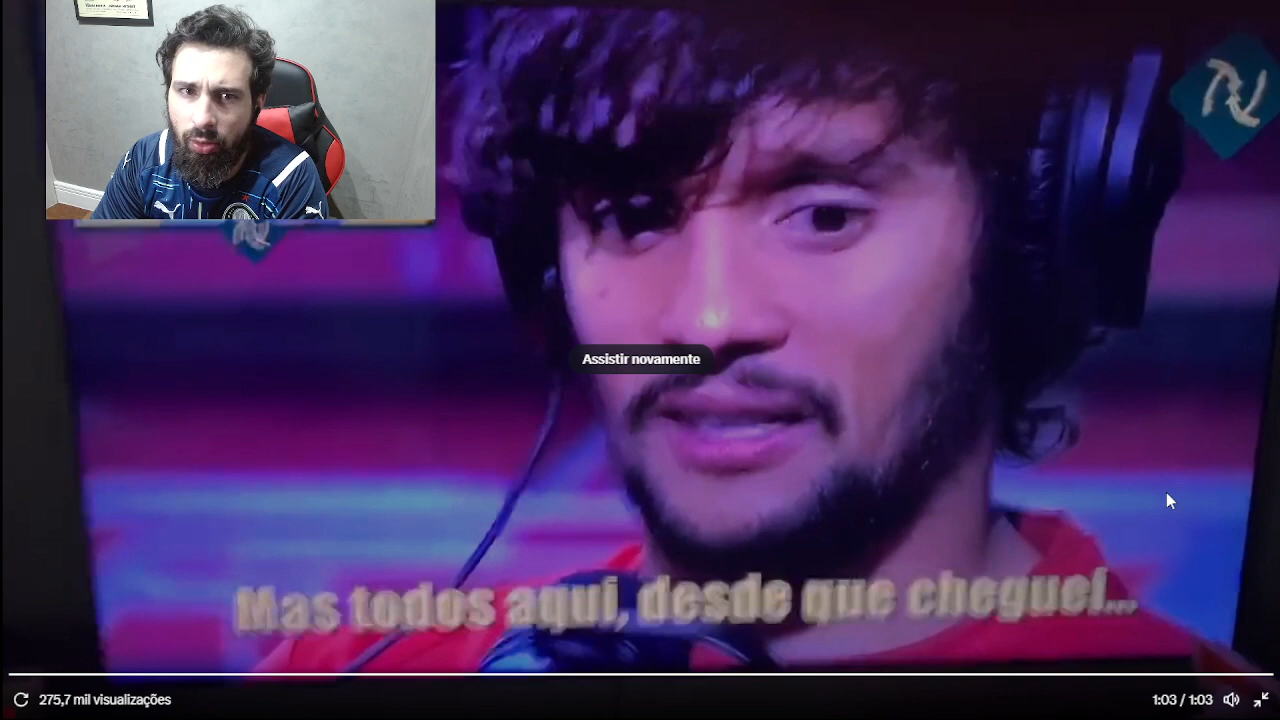 Assistir novamente
Mas todos aqui, desde que cheguei...
275,7 mil visualizações
1:03 / 1:03